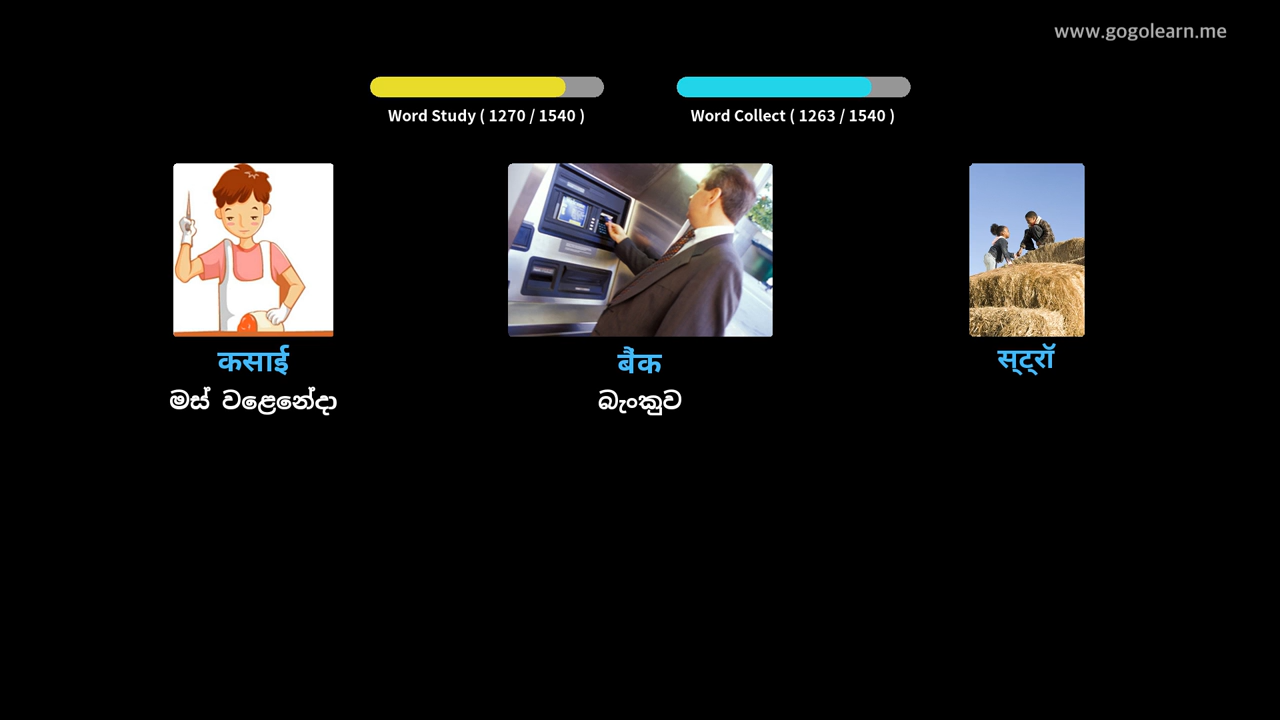 www.gogolearn.me
Word Study ( 1270 / 1540 )
Word Collect ( 1263 / 1540 )
कसाई
बैंक
स्ट्रॉ
මස් වළෙනේදා
බැංකුව